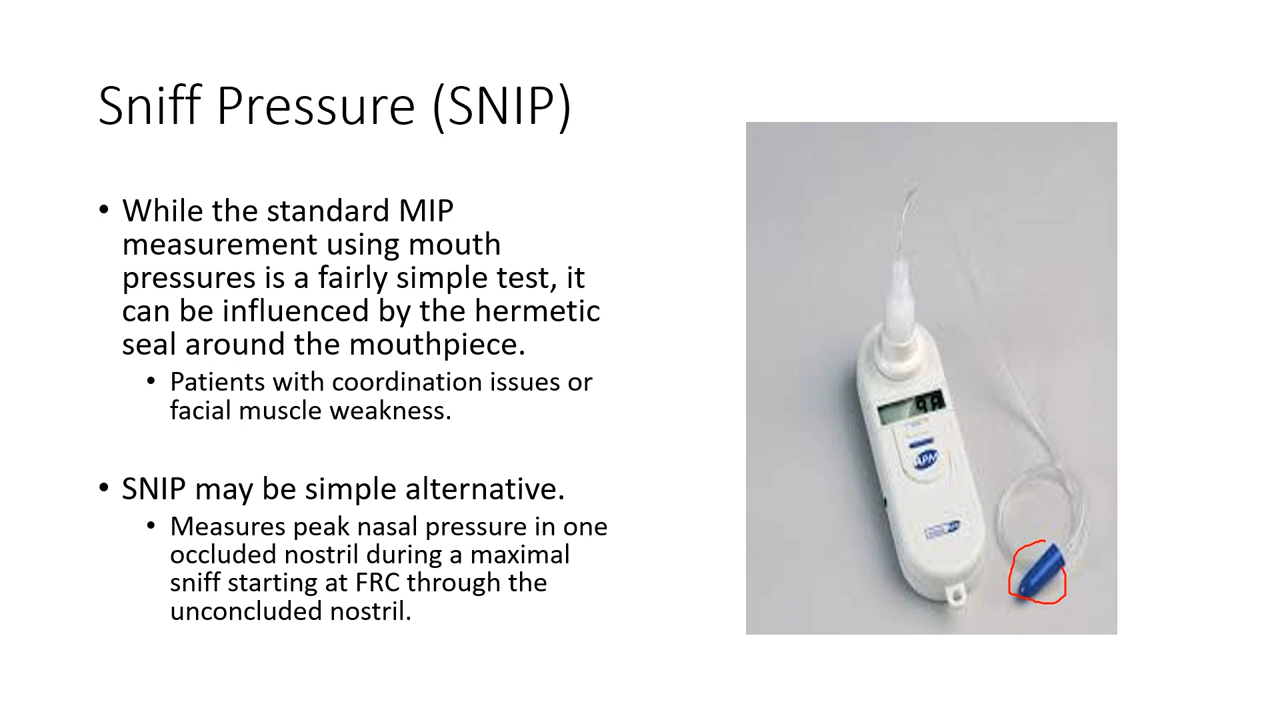 Sniff Pressure (SNIP)
• While the standard MIP
measurement using mouth
pressures is a fairly simple test, it
can be influenced by the hermetic
seal around the mouthpiece.
• Patients with coordination issues or
facial muscle weakness.
• SNIP may be simple alternative.
• Measures peak nasal pressure in one
occluded nostril during a maximal
sniff starting at FRC through the
unconcluded nostril.